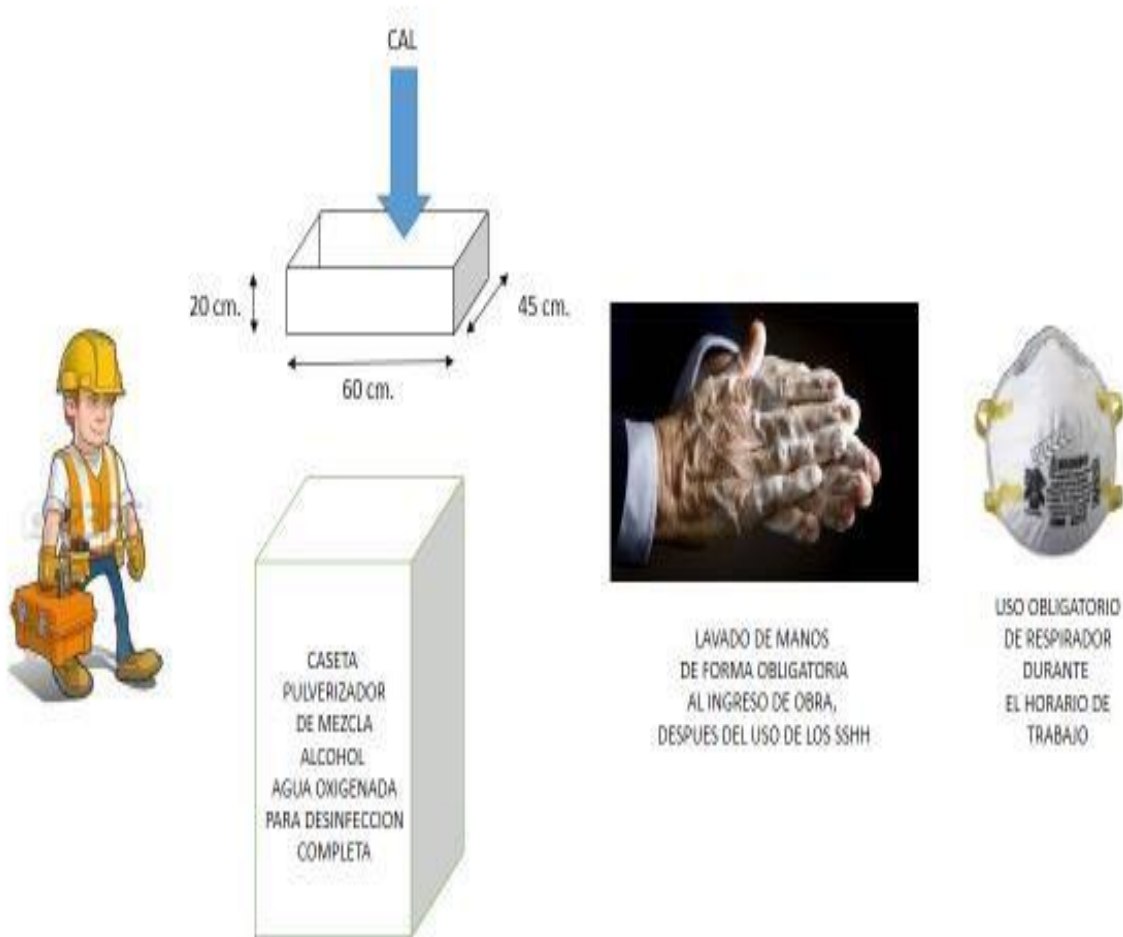 CAL
20 cm.
45 cm.
60 cm.
CASETA
PULVERIZADOR
DE MEZCLA
ALCOHOL
AGUA OXIGENADA
PARA DESINFECCION
COMPLETA
LAVADO DE MANOS
DE FORMA OBLIGATORIA
AL INGRESO DE OBRA,
DESPUES DEL USO DE LOS SSHH
USO OBLIGATORIO
DE RESPIRADOR
DURANTE
EL HORARIO DE
TRABAJO